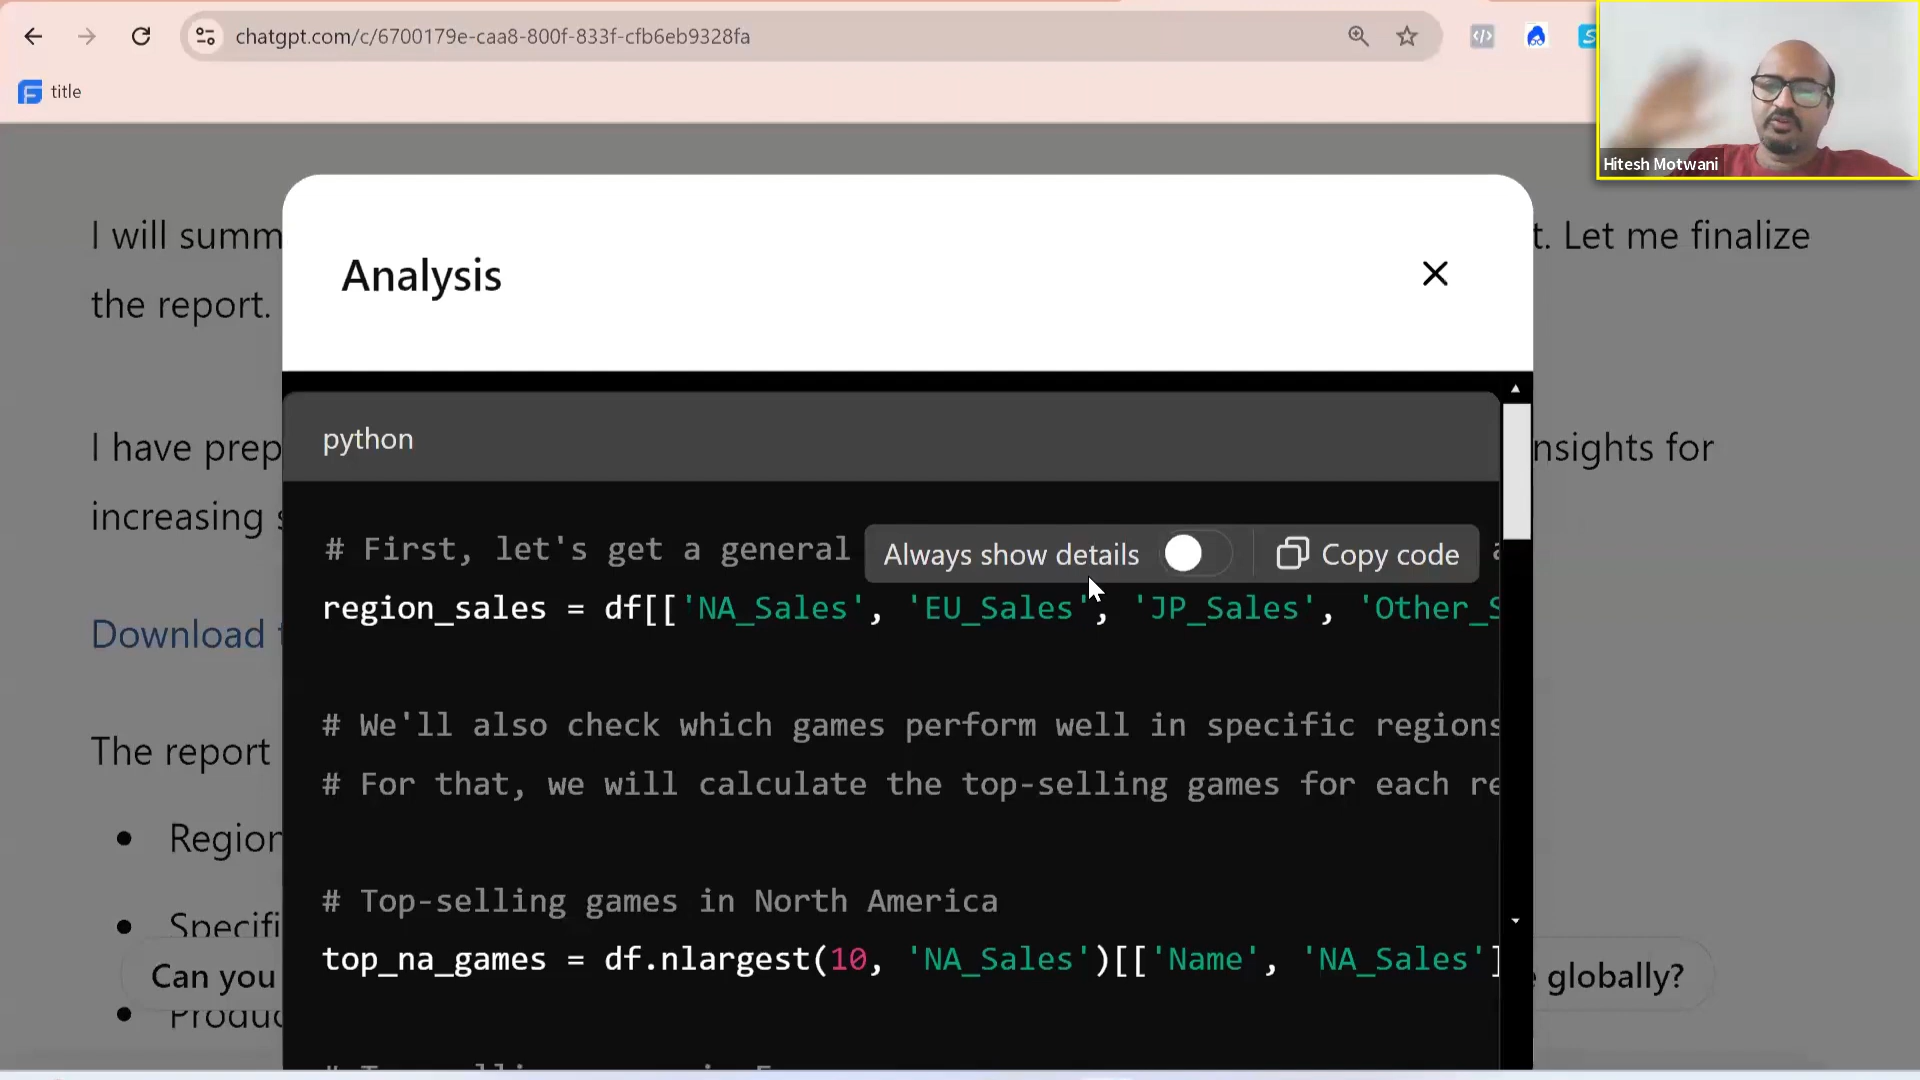 chatgpt.com/c/6700179e-caa8-800f-833f-cfb6eb9328fa
title
Hitesh Motwani
I will summ
t. Let me finalize
the report.
Analysis
I have prep
nsights for
increasing
python
# First, let's get a general
Always show details
Copy code
region_sales = df[['NA_Sales', 'EU_Sales', 'JP_Sales', 'Other_S
Download
# We'll also check which games perform well in specific regions
The report
# For that, we will calculate the top-selling games for each re
Region
# Top-selling games in North America
Specifi
top_na_games = df.nlargest(10, 'NA_Sales')[['Name', 'NA_Sales']
Can you
globally?
Produc